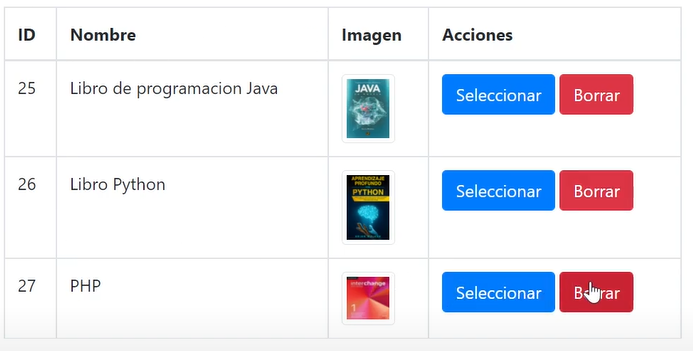 ID Nombre Imagen Acciones
25 Libro de programacion Java JAVA Seleccionar Borrar
26 Libro Python APRENDIZAJE PROFUNDO PYTHON Seleccionar Borrar
27 PHP interchange 1 Seleccionar Borrar